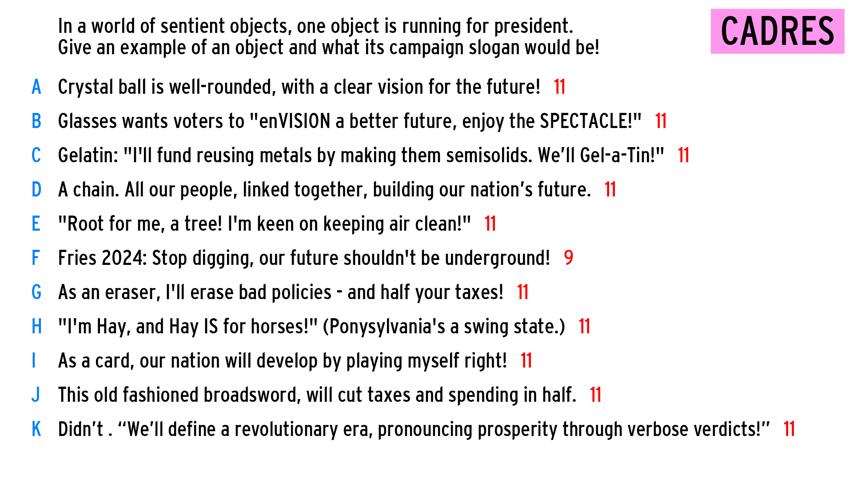 In a world of sentient objects, one object is running for president.
Give an example of an object and what its campaign slogan would be!
CADRES
A Crystal ball is well-rounded, with a clear vision for the future! 11
B Glasses wants voters to "enVISION a better future, enjoy the SPECTACLE!" 11
C Gelatin: "I'll fund reusing metals by making them semisolids. We’ll Gel-a-Tin!" 11
D A chain. All our people, linked together, building our nation’s future. 11
E "Root for me, a tree! I'm keen on keeping air clean!" 11
F Fries 2024: Stop digging, our future shouldn't be underground! 9
G As an eraser, I'll erase bad policies - and half your taxes! 11
H "I'm Hay, and Hay IS for horses!" (Ponysylvania's a swing state.) 11
I As a card, our nation will develop by playing myself right! 11
J This old fashioned broadsword, will cut taxes and spending in half. 11
K Didn’t . “We’ll define a revolutionary era, pronouncing prosperity through verbose verdicts!” 11